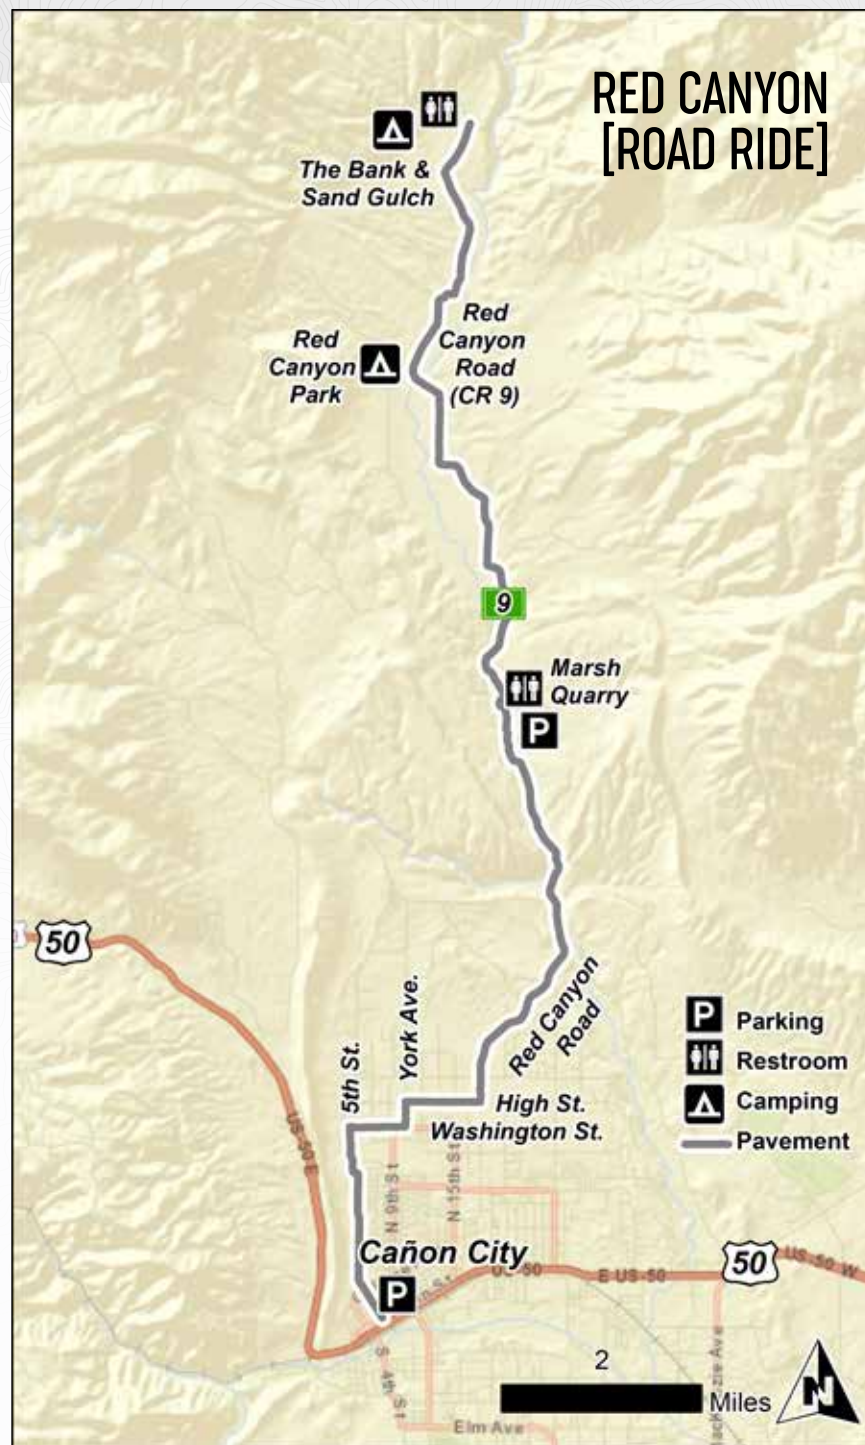 RED CANYON
[ROAD RIDE]
The Bank &
Sand Gulch
Red
Canyon
Park
Red
Canyon
Road
(CR 9)
9
Marsh
Quarry
P
50
York Ave.
5th St.
Red Canyon
Road
High St.
Washington St.
P Parking
Restroom
Camping
Pavement
US-50 E
N 9th St
N 15th St
Cañon City
P
US-50
E US-50
50
US-50 W
S 4th St
Elm Ave
2
Miles
N